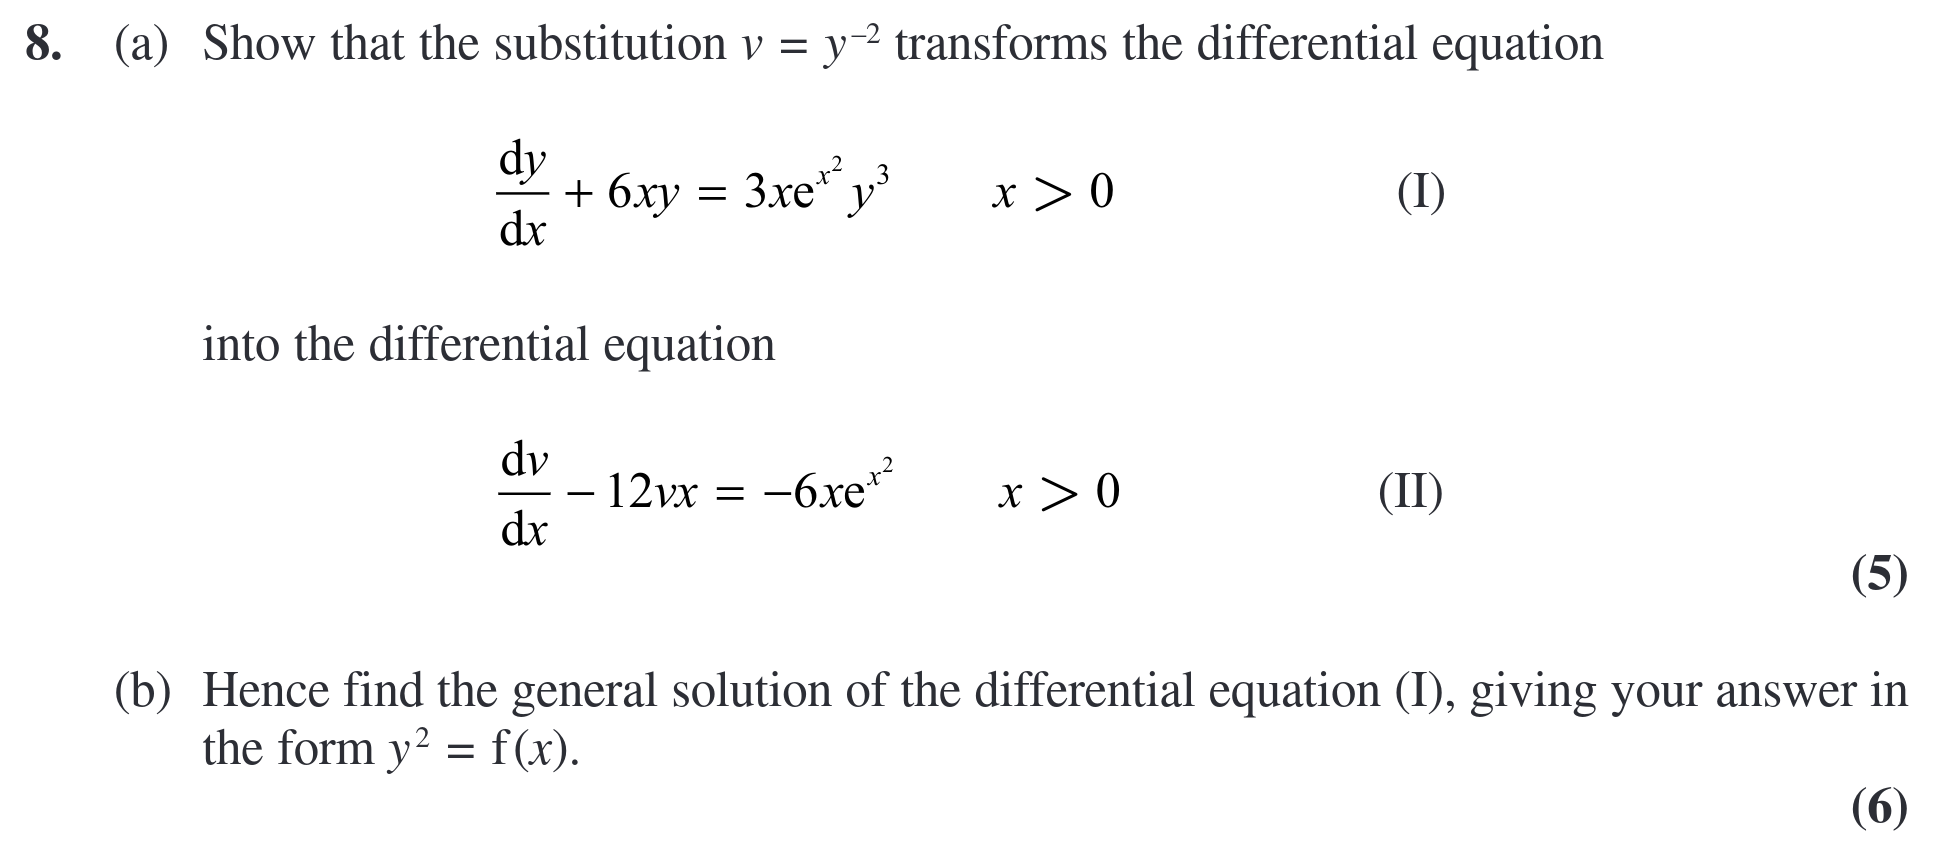 8. (a) Show that the substitution v = y⁻² transforms the differential equation
dy/dx + 6xy = 3xe^{x²} y³ x > 0 (I)
into the differential equation
dv/dx − 12vx = −6xe^{x²} x > 0 (II)
(5)
(b) Hence find the general solution of the differential equation (I), giving your answer in
the form y² = f(x).
(6)